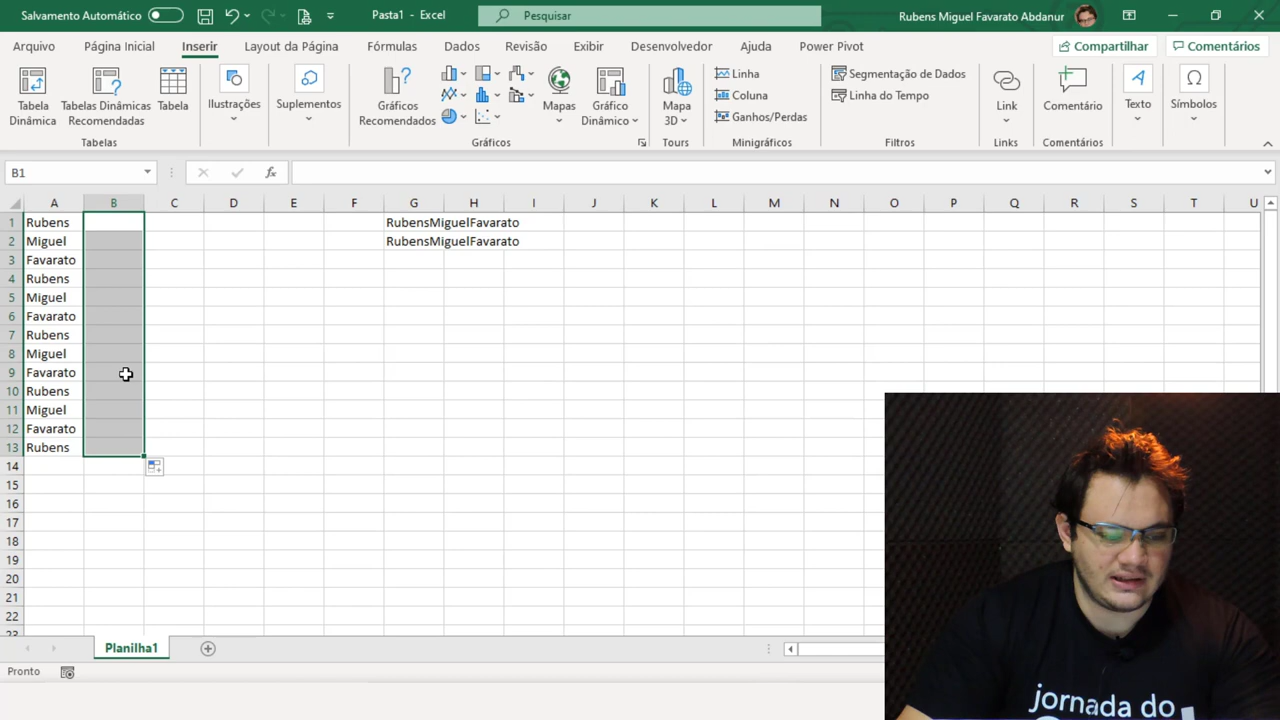 Salvamento Automático Pasta1 - Excel Pesquisar Rubens Miguel Favarato Abdanur
Arquivo Página Inicial Inserir Layout da Página Fórmulas Dados Revisão Exibir Desenvolvedor Ajuda Power Pivot Compartilhar Comentários
Tabela Dinâmica
Tabelas Dinâmicas Recomendadas
Tabela
Ilustrações
Suplementos
Gráficos Recomendados
Mapas
Gráfico Dinâmico
Mapa 3D
Linha
Coluna
Ganhos/Perdas
Segmentação de Dados
Linha do Tempo
Link
Comentário
Texto
Símbolos
Tabelas Gráficos Tours Minigráficos Filtros Links Comentários
B1 fx
A B C D E F G H I J K L M N O P Q R S T U
1 Rubens RubensMiguelFavarato
2 Miguel RubensMiguelFavarato
3 Favarato
4 Rubens
5 Miguel
6 Favarato
7 Rubens
8 Miguel
9 Favarato
10 Rubens
11 Miguel
12 Favarato
13 Rubens
14
15
16
17
18
19
20
21
22
23
Planilha1
Pronto
jornada do